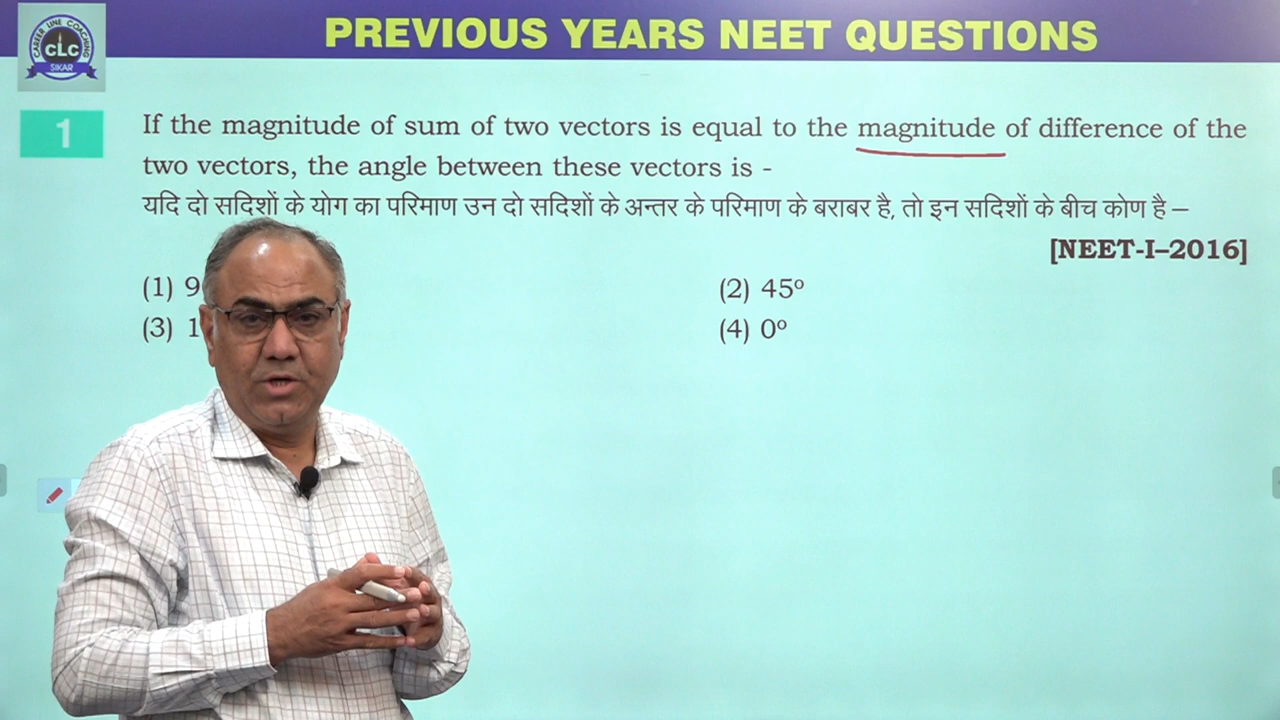 PREVIOUS YEARS NEET QUESTIONS
CAREER LINE COACHING
CLC
SIKAR
1
If the magnitude of sum of two vectors is equal to the magnitude of difference of the
two vectors, the angle between these vectors is -
यदि दो सदिशों के योग का परिमाण उन दो सदिशों के अन्तर के परिमाण के बराबर है, तो इन सदिशों के बीच कोण है –
[NEET-I–2016]
(1) 9
(2) 45º
(3) 1
(4) 0º